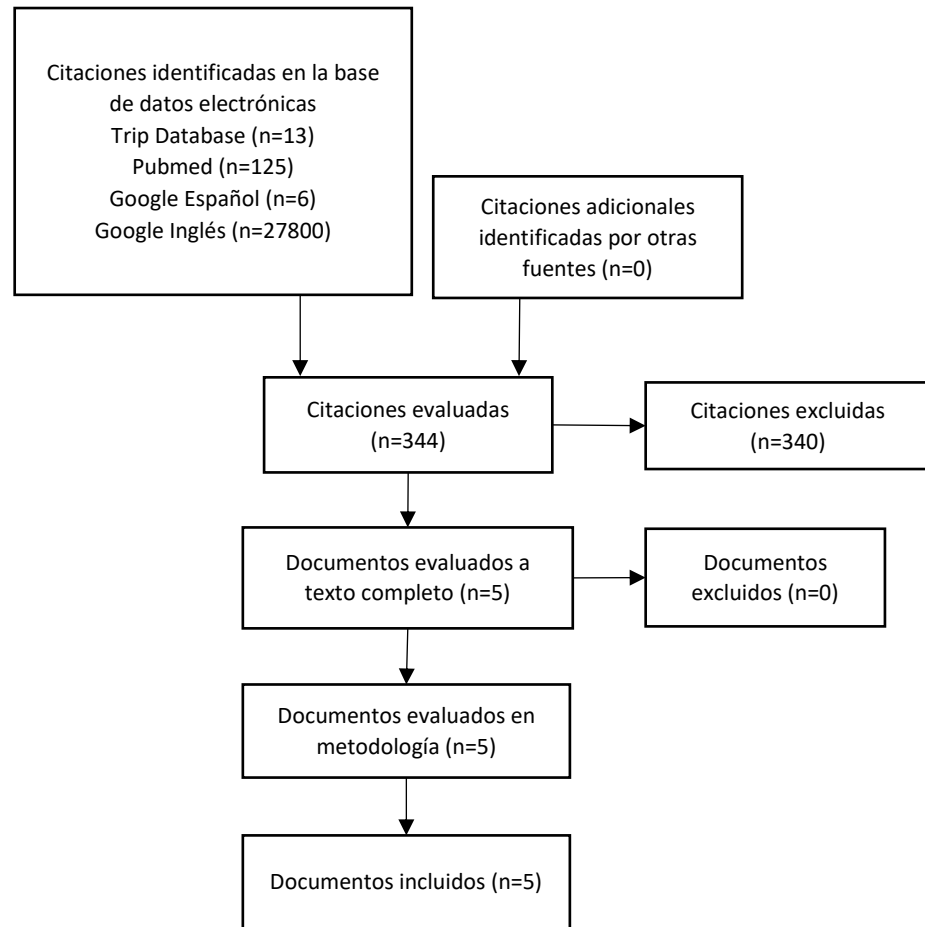 Citaciones identificadas en la base
de datos electrónicas
Trip Database (n=13)
Pubmed (n=125)
Google Español (n=6)
Google Inglés (n=27800)
Citaciones adicionales
identificadas por otras
fuentes (n=0)
Citaciones evaluadas
(n=344)
Citaciones excluidas
(n=340)
Documentos evaluados a
texto completo (n=5)
Documentos
excluidos (n=0)
Documentos evaluados en
metodología (n=5)
Documentos incluidos (n=5)